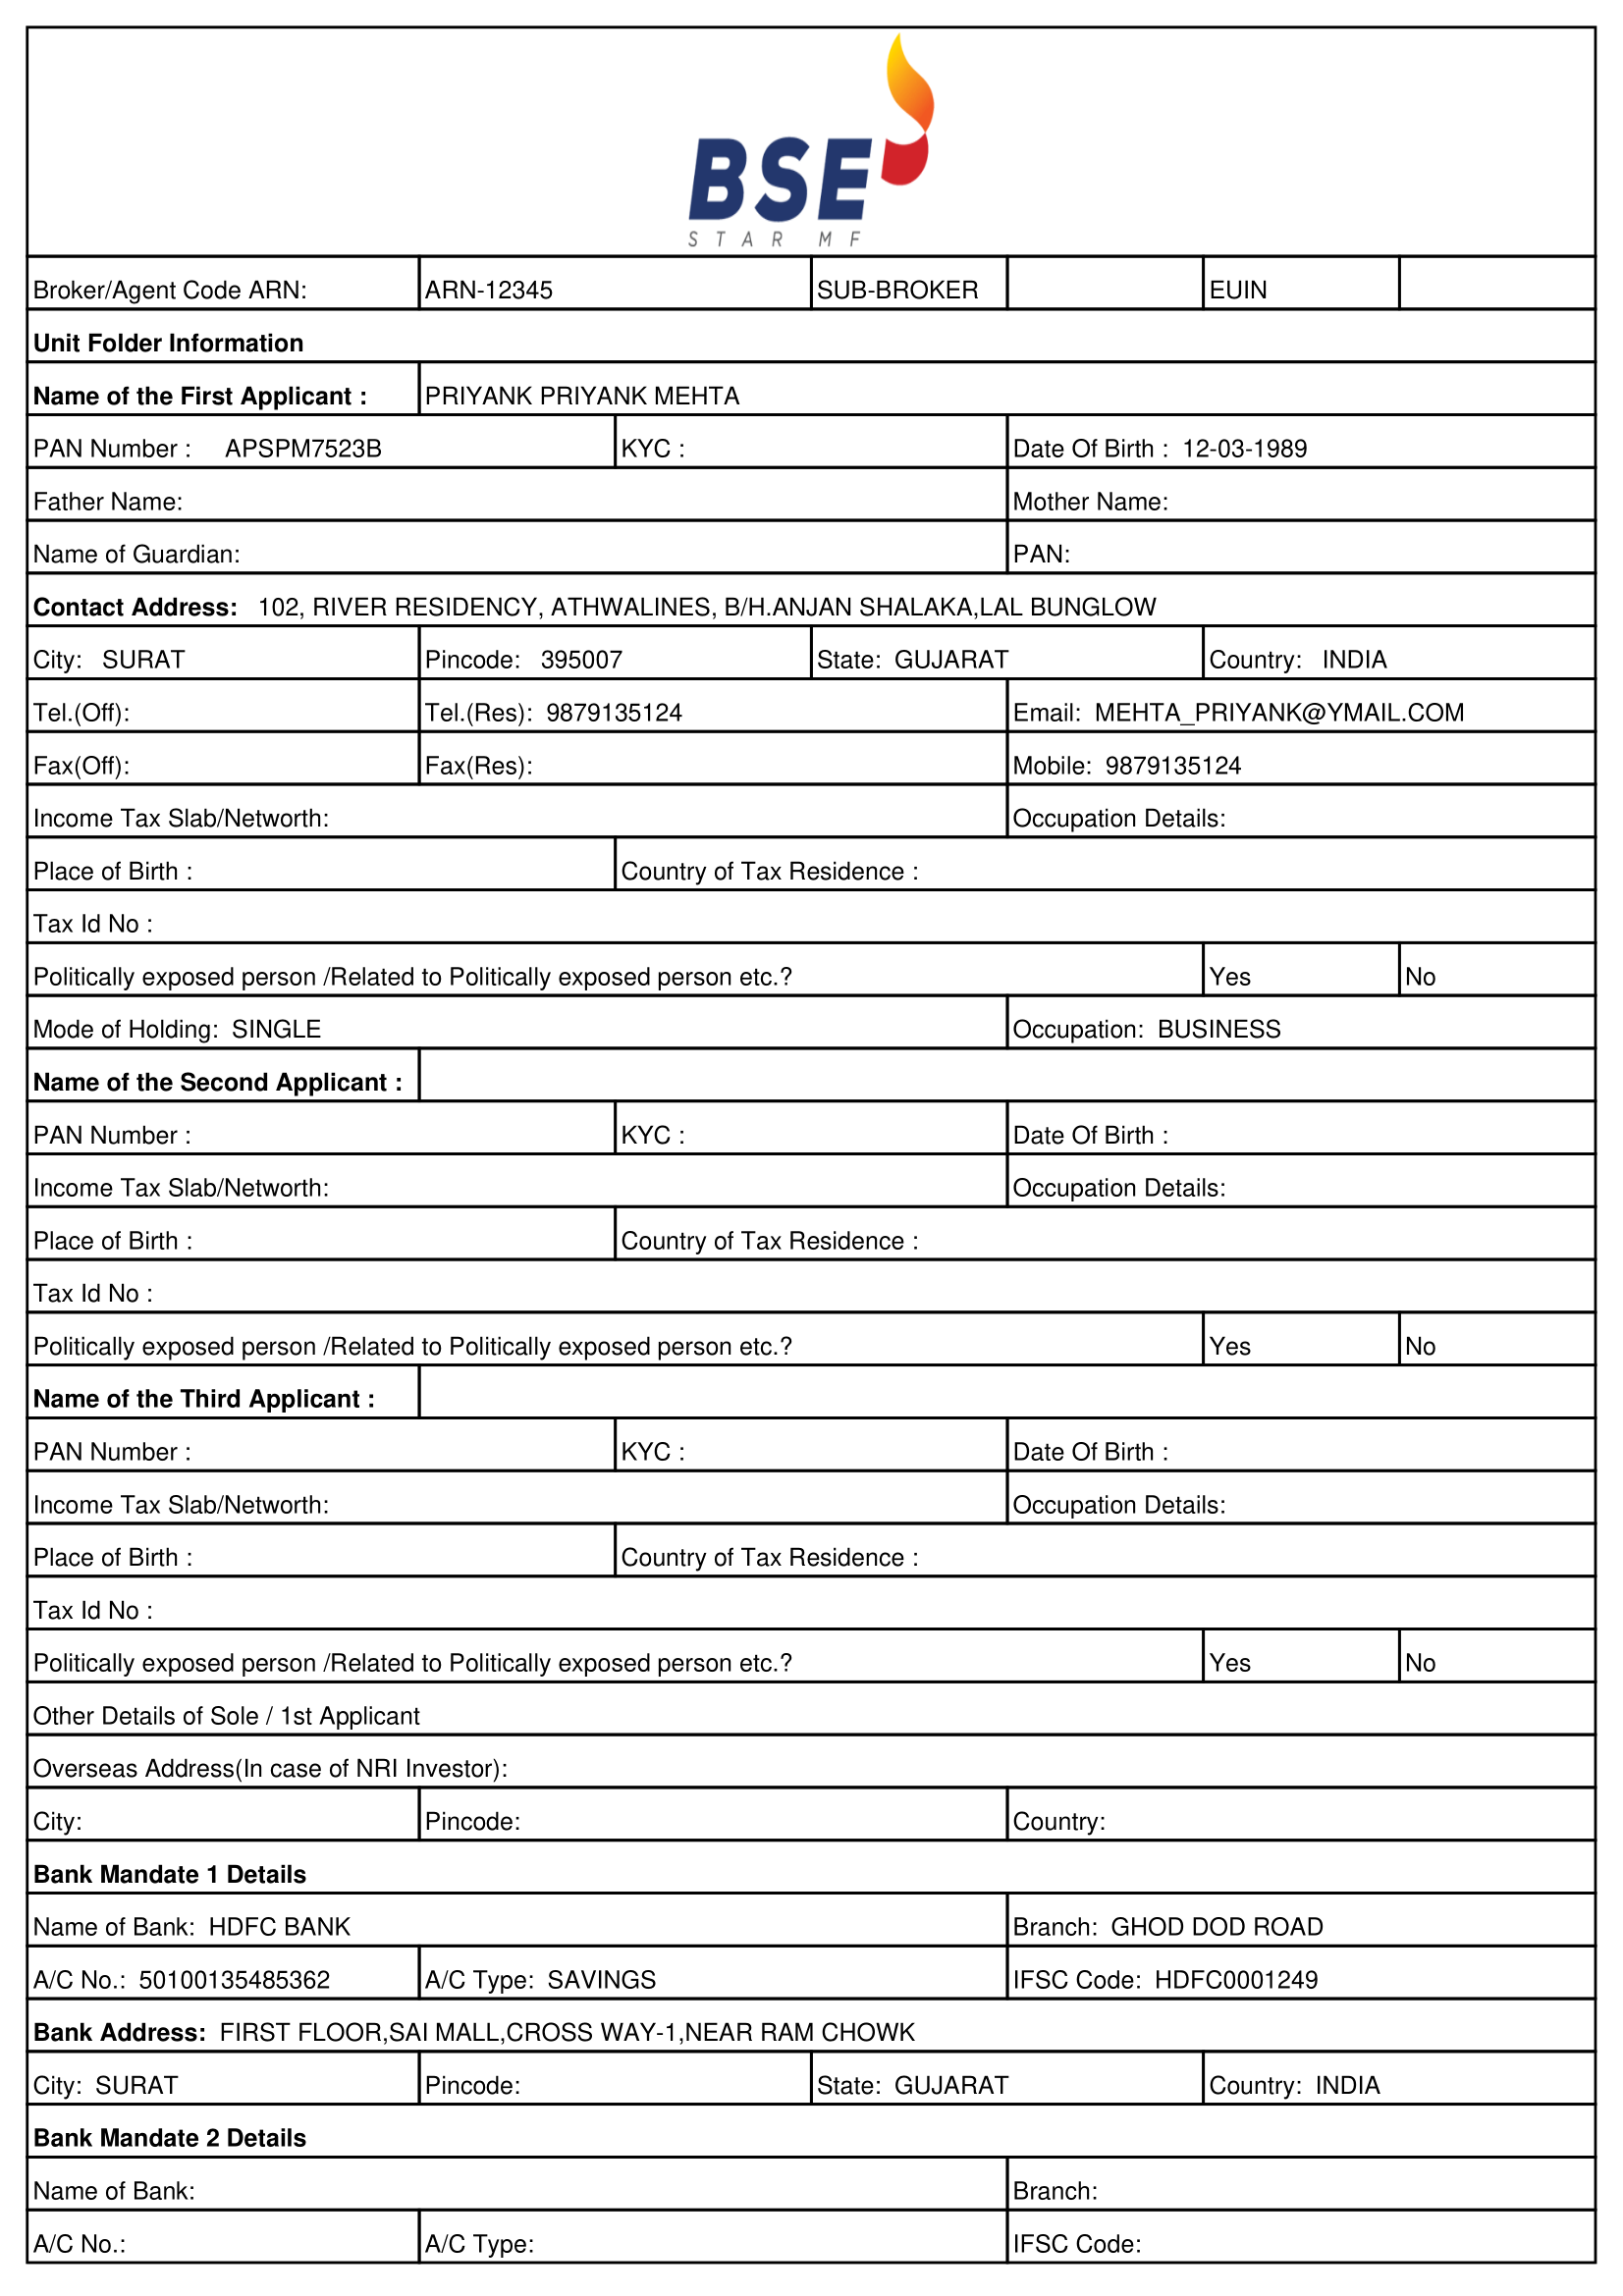 BSE
STAR MF
Broker/Agent Code ARN: ARN-12345 SUB-BROKER EUIN
Unit Folder Information
Name of the First Applicant : PRIYANK PRIYANK MEHTA
PAN Number : APSPM7523B KYC : Date Of Birth : 12-03-1989
Father Name: Mother Name:
Name of Guardian: PAN:
Contact Address: 102, RIVER RESIDENCY, ATHWALINES, B/H.ANJAN SHALAKA,LAL BUNGLOW
City: SURAT Pincode: 395007 State: GUJARAT Country: INDIA
Tel.(Off): Tel.(Res): 9879135124 Email: MEHTA_PRIYANK@YMAIL.COM
Fax(Off): Fax(Res): Mobile: 9879135124
Income Tax Slab/Networth: Occupation Details:
Place of Birth : Country of Tax Residence :
Tax Id No :
Politically exposed person /Related to Politically exposed person etc.? Yes No
Mode of Holding: SINGLE Occupation: BUSINESS
Name of the Second Applicant :
PAN Number : KYC : Date Of Birth :
Income Tax Slab/Networth: Occupation Details:
Place of Birth : Country of Tax Residence :
Tax Id No :
Politically exposed person /Related to Politically exposed person etc.? Yes No
Name of the Third Applicant :
PAN Number : KYC : Date Of Birth :
Income Tax Slab/Networth: Occupation Details:
Place of Birth : Country of Tax Residence :
Tax Id No :
Politically exposed person /Related to Politically exposed person etc.? Yes No
Other Details of Sole / 1st Applicant
Overseas Address(In case of NRI Investor):
City: Pincode: Country:
Bank Mandate 1 Details
Name of Bank: HDFC BANK Branch: GHOD DOD ROAD
A/C No.: 50100135485362 A/C Type: SAVINGS IFSC Code: HDFC0001249
Bank Address: FIRST FLOOR,SAI MALL,CROSS WAY-1,NEAR RAM CHOWK
City: SURAT Pincode: State: GUJARAT Country: INDIA
Bank Mandate 2 Details
Name of Bank: Branch:
A/C No.: A/C Type: IFSC Code: